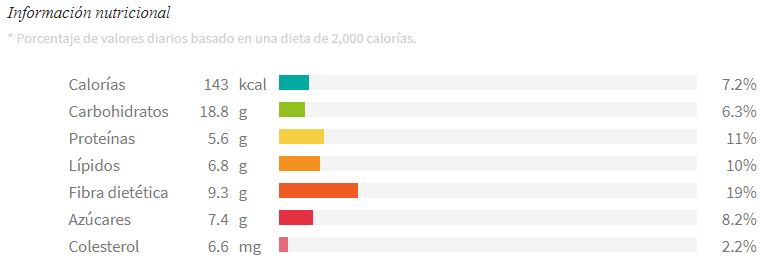 Información nutricional
* Porcentaje de valores diarios basado en una dieta de 2,000 calorías.
Calorías 143 kcal 7.2%
Carbohidratos 18.8 g 6.3%
Proteínas 5.6 g 11%
Lípidos 6.8 g 10%
Fibra dietética 9.3 g 19%
Azúcares 7.4 g 8.2%
Colesterol 6.6 mg 2.2%